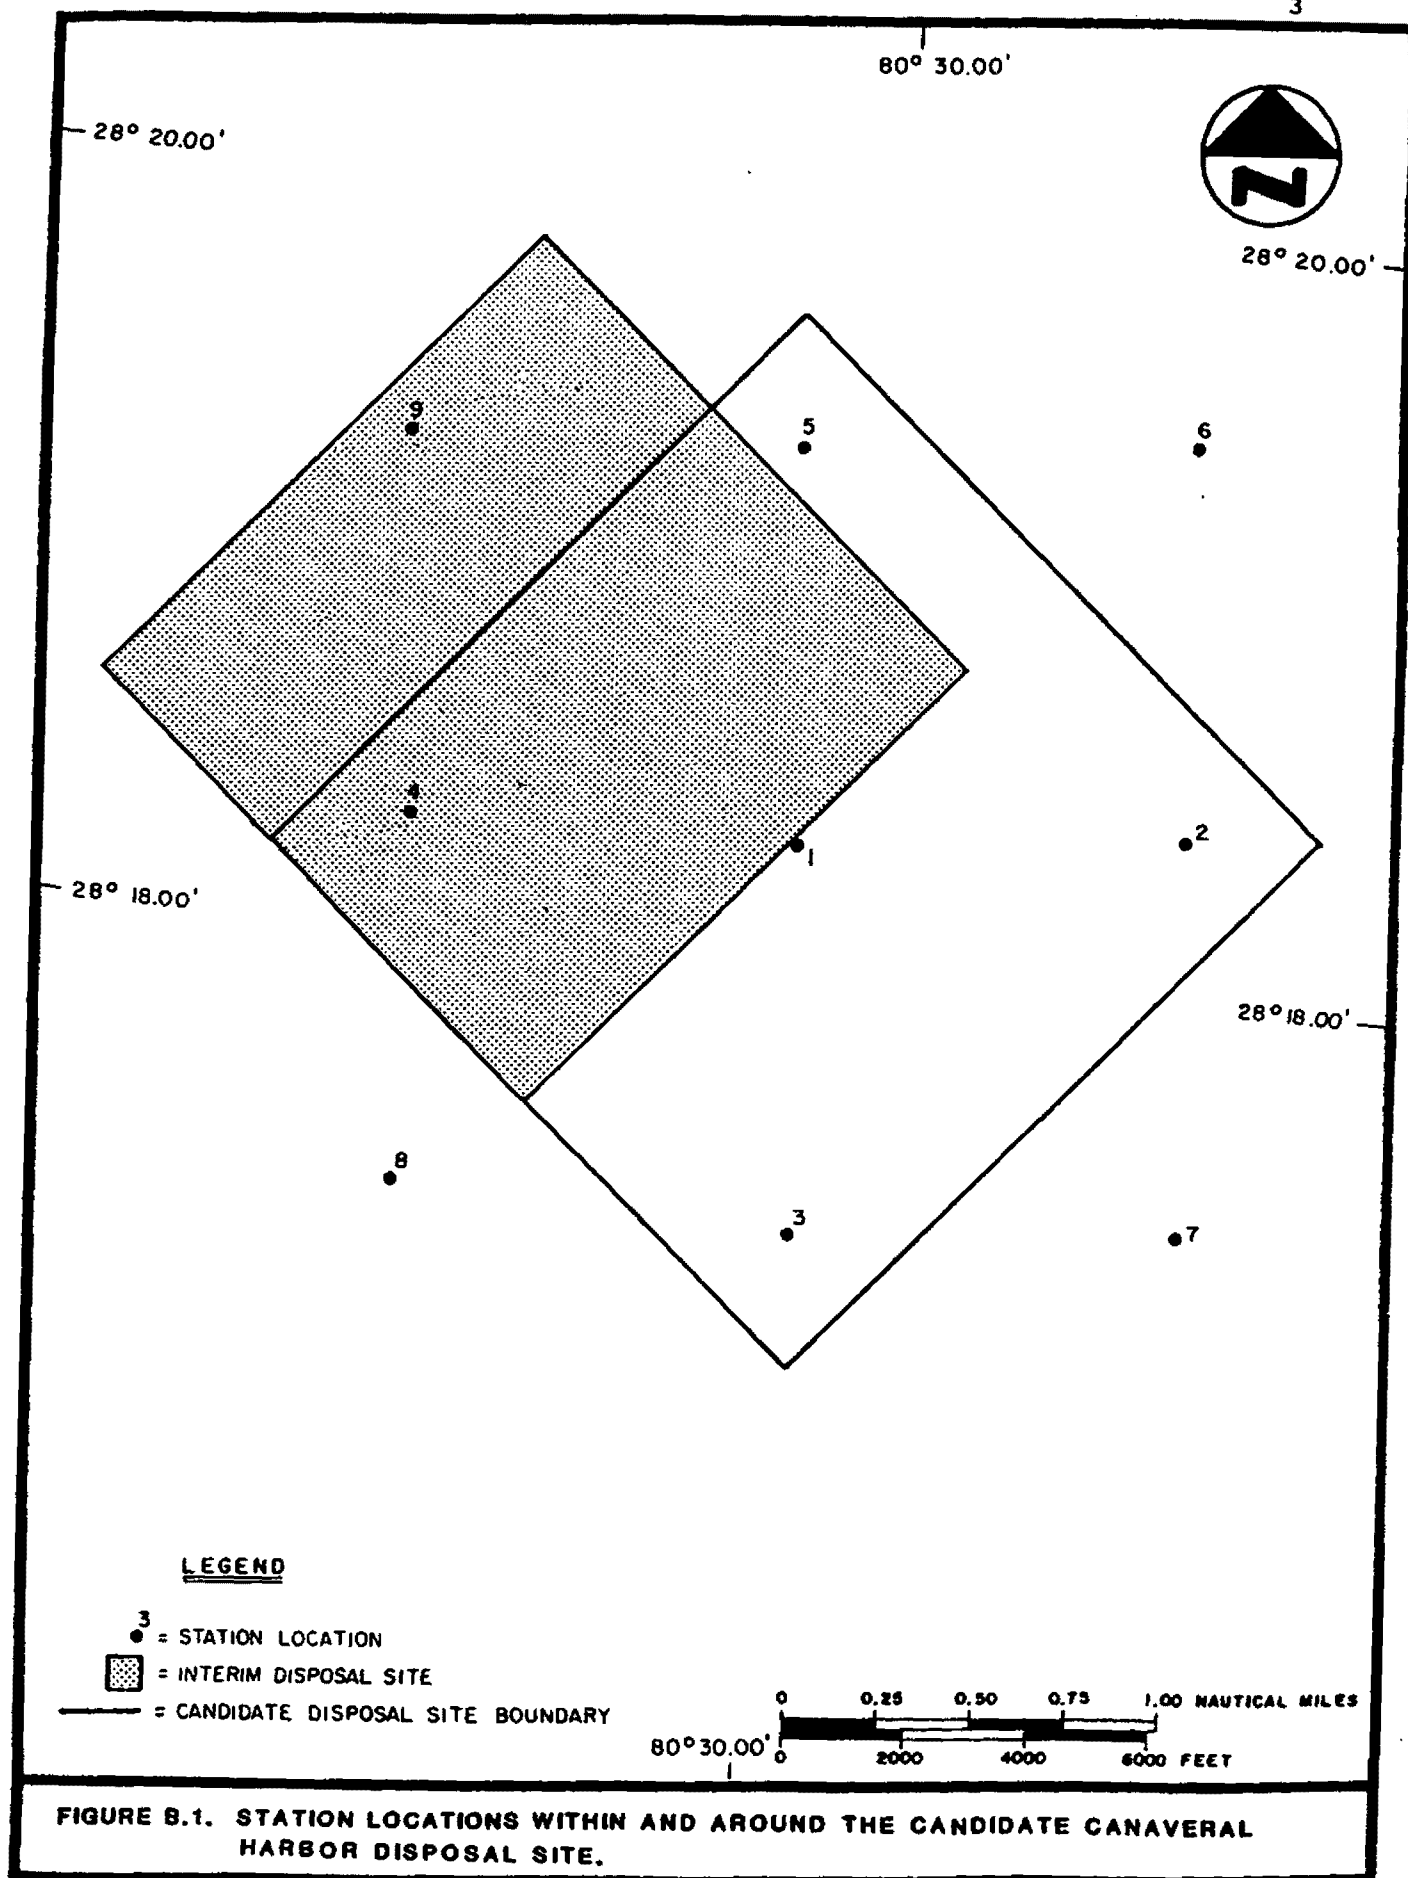 3
80° 30.00'
28° 20.00'
N
28° 20.00'
9
5
6
4
1
2
28° 18.00'
28° 18.00'
8
3
7
LEGEND
3
= STATION LOCATION
= INTERIM DISPOSAL SITE
= CANDIDATE DISPOSAL SITE BOUNDARY
0 0.25 0.50 0.75 1.00 NAUTICAL MILES
80° 30.00'
0 2000 4000 6000 FEET
FIGURE B.1. STATION LOCATIONS WITHIN AND AROUND THE CANDIDATE CANAVERAL
HARBOR DISPOSAL SITE.